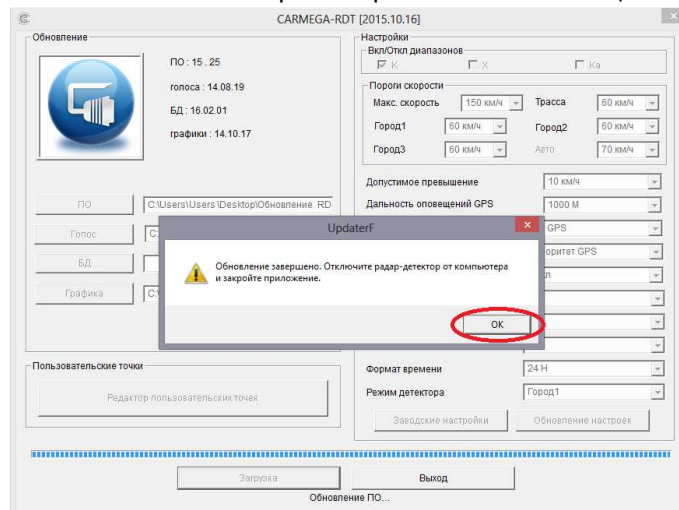 CARMEGA-RDT [2015.10.16]
Обновление
ПО : 15 . 25
голоса : 14.08.19
БД : 16.02.01
графики : 14.10.17
ПО C:\Users\Users \Desktop\Обновление RD
Голос
БД
Графика
Пользовательские точки
Редактор пользовательских точек
Настройки
Вкл/Откл диапазонов
K X Ka
Пороги скорости
Макс. скорость 150 км/ч Трасса 60 км/ч
Город1 60 км/ч Город2 60 км/ч
Город3 60 км/ч Авто 70 км/ч
Допустимое превышение 10 км/ч
Дальность оповещений GPS 1000 М
GPS
оритет GPS
л
Формат времени 24 H
Режим детектора Город1
Заводские настройки Обновление настроек
UpdaterF
Обновление завершено. Отключите радар-детектор от компьютера
и закройте приложение.
OK
Загрузка Выход
Обновление ПО...